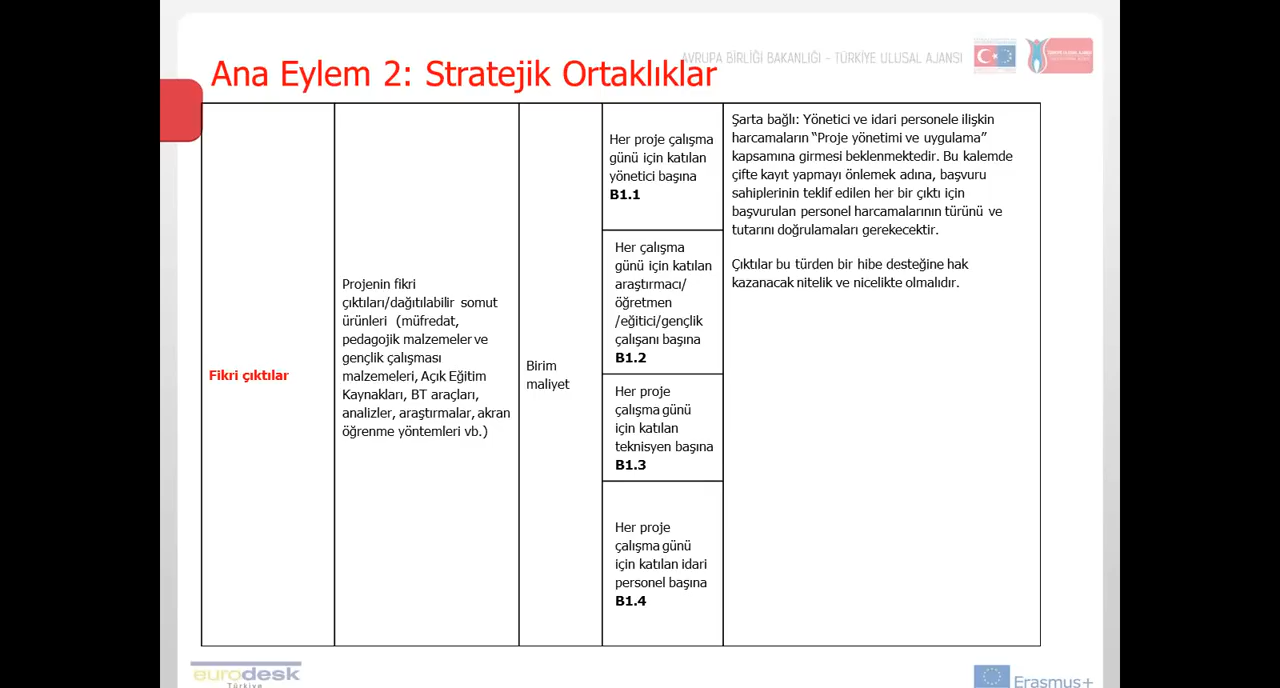 AVRUPA BİRLİĞİ BAKANLIĞI - TÜRKİYE ULUSAL AJANSI
Ana Eylem 2: Stratejik Ortaklıklar
Fikri çıktılar
Projenin fikri
çıktıları/dağıtılabilir somut
ürünleri (müfredat,
pedagojik malzemeler ve
gençlik çalışması
malzemeleri, Açık Eğitim
Kaynakları, BT araçları,
analizler, araştırmalar, akran
öğrenme yöntemleri vb.)
Birim
maliyet
Her proje çalışma
günü için katılan
yönetici başına
B1.1
Her çalışma
günü için katılan
araştırmacı/
öğretmen
/eğitici/gençlik
çalışanı başına
B1.2
Her proje
çalışma günü
için katılan
teknisyen başına
B1.3
Her proje
çalışma günü
için katılan idari
personel başına
B1.4
Şarta bağlı: Yönetici ve idari personele ilişkin
harcamaların “Proje yönetimi ve uygulama”
kapsamına girmesi beklenmektedir. Bu kalemde
çifte kayıt yapmayı önlemek adına, başvuru
sahiplerinin teklif edilen her bir çıktı için
başvurulan personel harcamalarının türünü ve
tutarını doğrulamaları gerekecektir.
Çıktılar bu türden bir hibe desteğine hak
kazanacak nitelik ve nicelikte olmalıdır.
eurodesk
Türkiye
Erasmus+